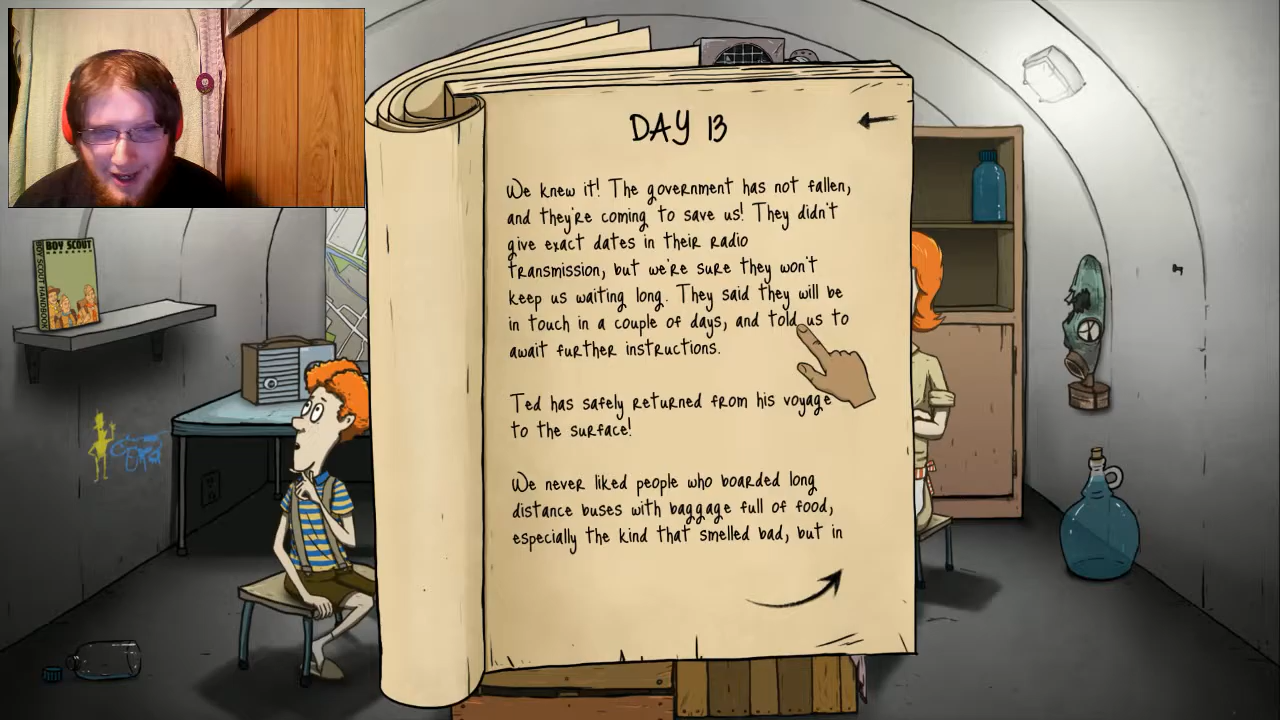 BOY SCOUT
BOY SCOUT HANDBOOK
DAY 13
We knew it! The government has not fallen,
and they're coming to save us! They didn't
give exact dates in their radio
transmission, but we're sure they won't
keep us waiting long. They said they will be
in touch in a couple of days, and told us to
await further instructions.
Ted has safely returned from his voyage
to the surface!
We never liked people who boarded long
distance buses with baggage full of food,
especially the kind that smelled bad, but in